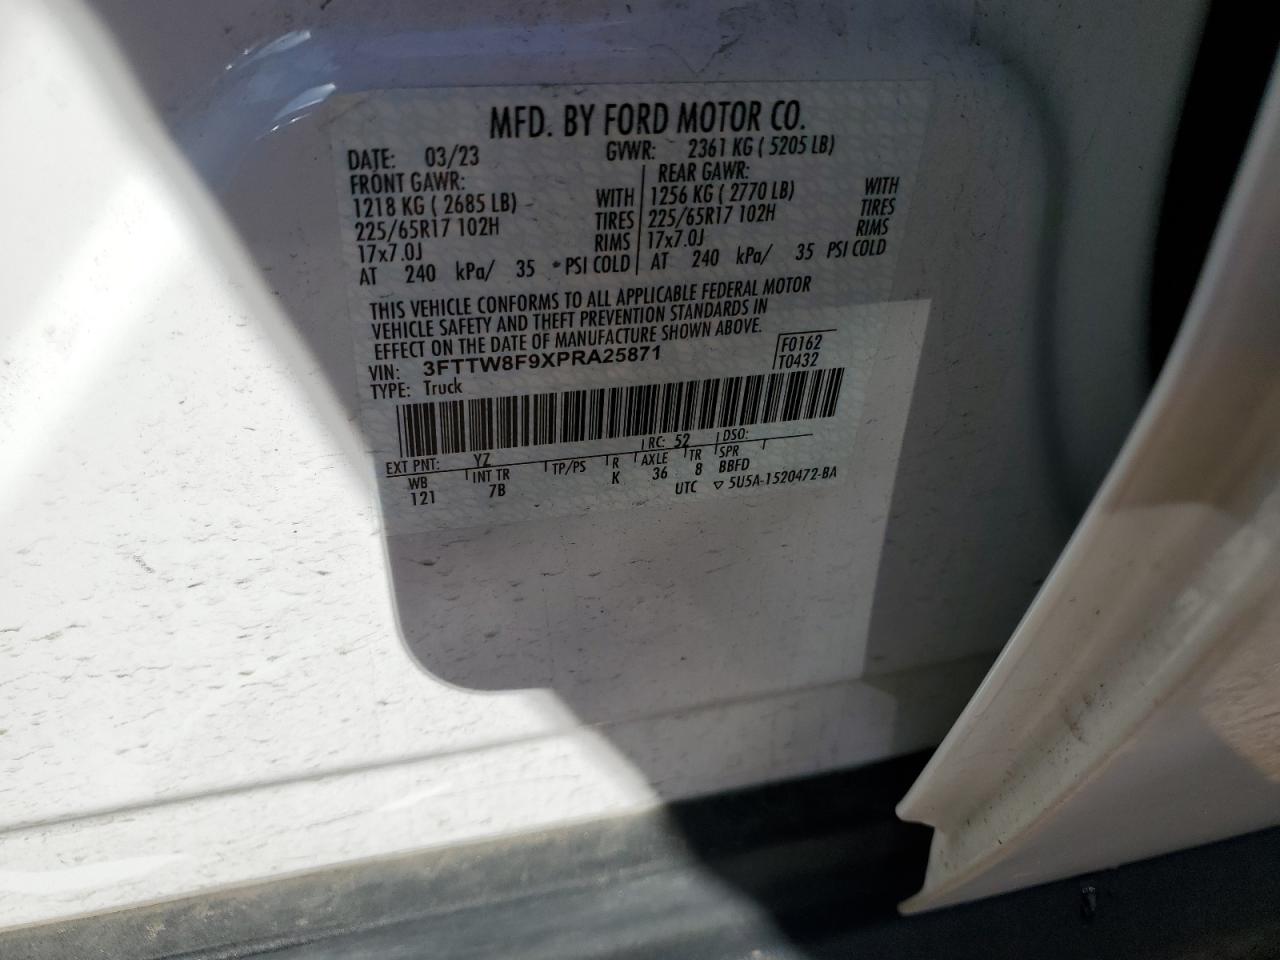 MFD. BY FORD MOTOR CO.
DATE: 03/23 GVWR: 2361 KG ( 5205 LB)
FRONT GAWR: REAR GAWR:
1218 KG ( 2685 LB) WITH 1256 KG ( 2770 LB) WITH
225/65R17 102H TIRES 225/65R17 102H TIRES
17x7.0J RIMS 17x7.0J RIMS
AT 240 kPa/ 35 PSI COLD AT 240 kPa/ 35 PSI COLD
THIS VEHICLE CONFORMS TO ALL APPLICABLE FEDERAL MOTOR
VEHICLE SAFETY AND THEFT PREVENTION STANDARDS IN
EFFECT ON THE DATE OF MANUFACTURE SHOWN ABOVE.
VIN: 3FTTW8F9XPRA25871 F0162
TYPE: Truck T0432
EXT PNT: YZ RC: 52 DSO:
WB INT TR TP/PS R AXLE TR SPR
121 7B K 36 8 BBFD
UTC ▽ 5U5A-1520472-BA